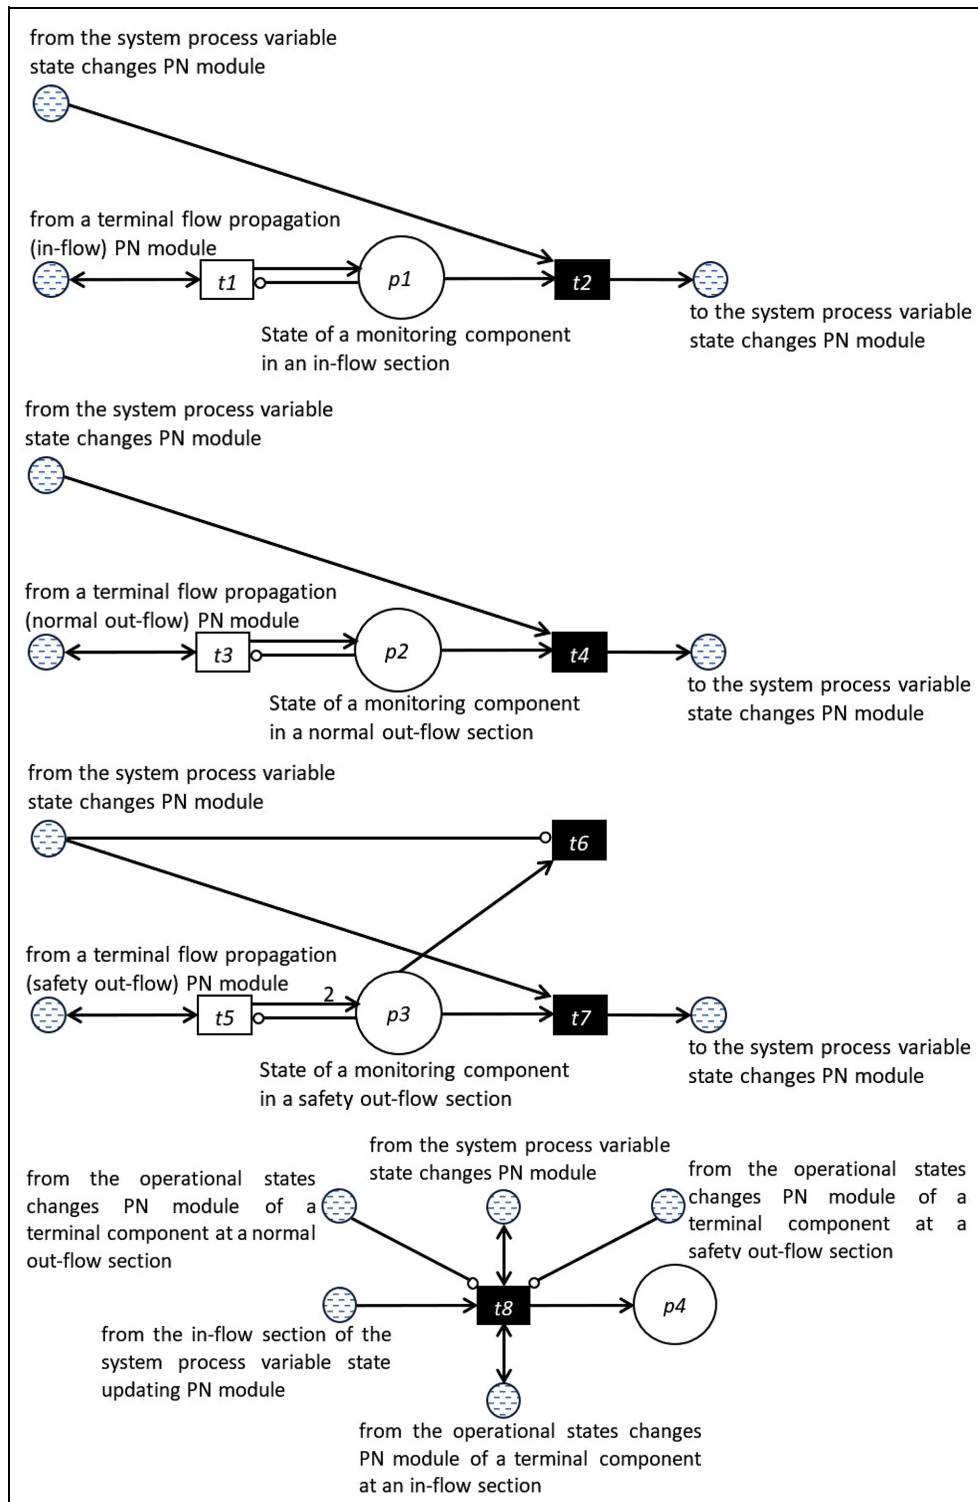 from the system process variable
state changes PN module
from a terminal flow propagation
(in-flow) PN module
t1
p1
t2
State of a monitoring component
in an in-flow section
to the system process variable
state changes PN module
from the system process variable
state changes PN module
from a terminal flow propagation
(normal out-flow) PN module
t3
p2
t4
State of a monitoring component
in a normal out-flow section
to the system process variable
state changes PN module
from the system process variable
state changes PN module
t6
from a terminal flow propagation
(safety out-flow) PN module
2
t5
p3
t7
State of a monitoring component
in a safety out-flow section
to the system process variable
state changes PN module
from the system process variable
state changes PN module
from the operational states
changes PN module of a
terminal component at a normal
out-flow section
from the operational states
changes PN module of a
terminal component at a
safety out-flow section
t8
p4
from the in-flow section of the
system process variable state
updating PN module
from the operational states changes
PN module of a terminal component
at an in-flow section